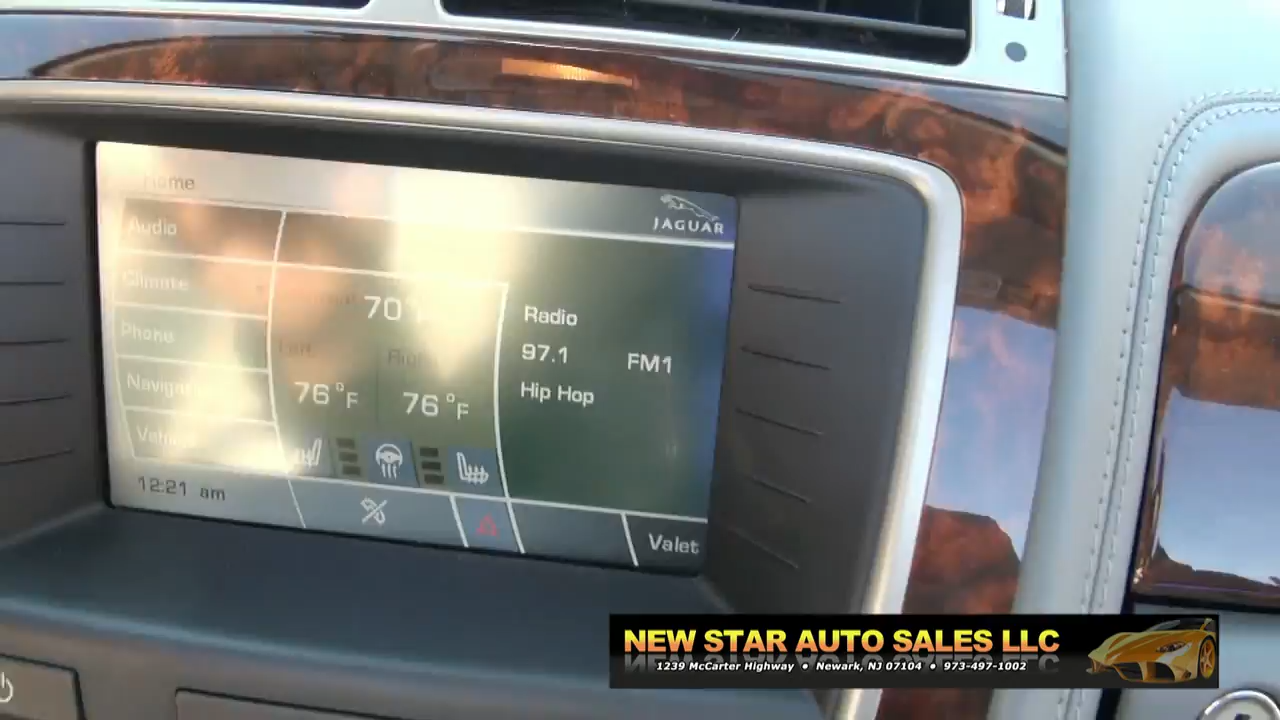 Home
JAGUAR
Audio
Climate
Phone
70°
Radio
97.1 FM1
Hip Hop
76°F 76°F
12:21 am
Valet
NEW STAR AUTO SALES LLC
1239 McCarter Highway • Newark, NJ 07104 • 973-497-1002